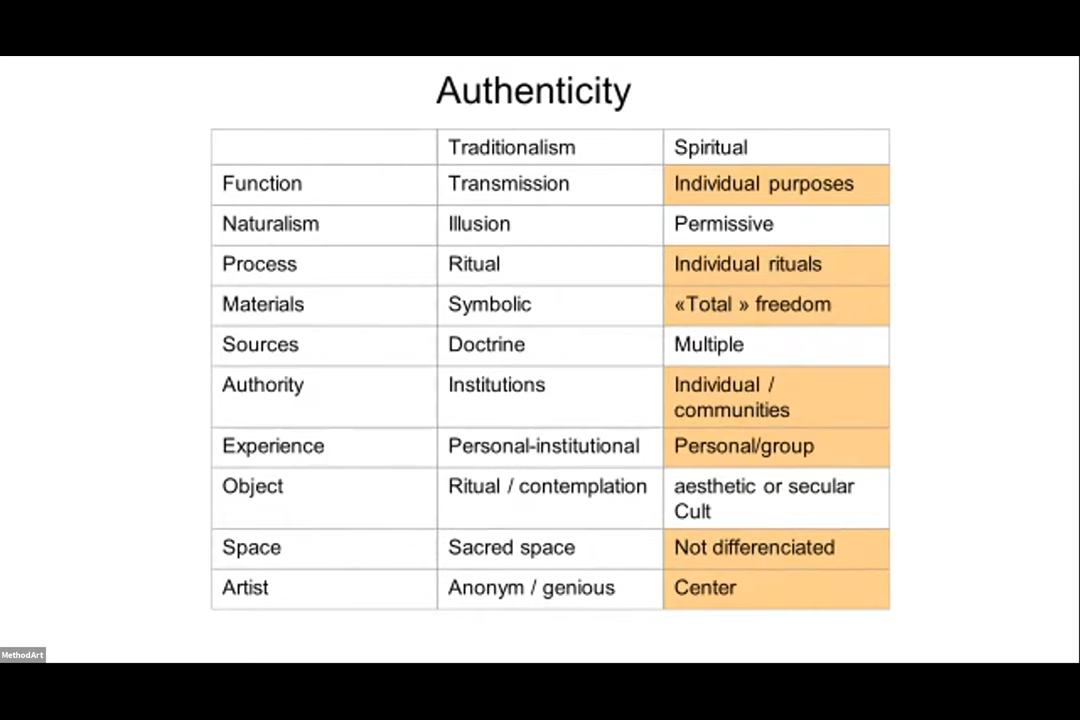 Authenticity
Traditionalism Spiritual
Function Transmission Individual purposes
Naturalism Illusion Permissive
Process Ritual Individual rituals
Materials Symbolic «Total » freedom
Sources Doctrine Multiple
Authority Institutions Individual /
communities
Experience Personal-institutional Personal/group
Object Ritual / contemplation aesthetic or secular
Cult
Space Sacred space Not differenciated
Artist Anonym / genious Center
MethodArt